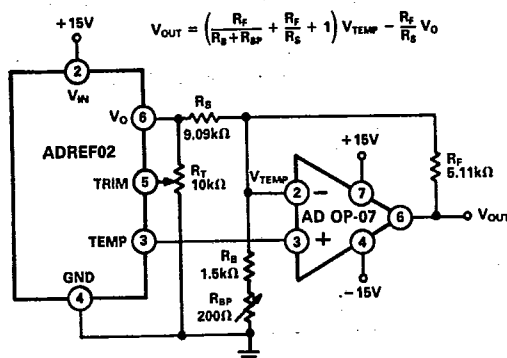 V_OUT = (R_F / (R_S + R_BP) + R_F / R_S + 1) V_TEMP − R_F / R_S V_O
+15V
2
V_IN
V_O
6
R_S
9.09kΩ
ADREF02
TRIM
5
R_T
10kΩ
V_TEMP
+15V
R_F
5.11kΩ
2
−
7
AD OP-07
6
V_OUT
TEMP
3
3
+
4
GND
4
R_B
1.5kΩ
.−15V
R_BP
200Ω